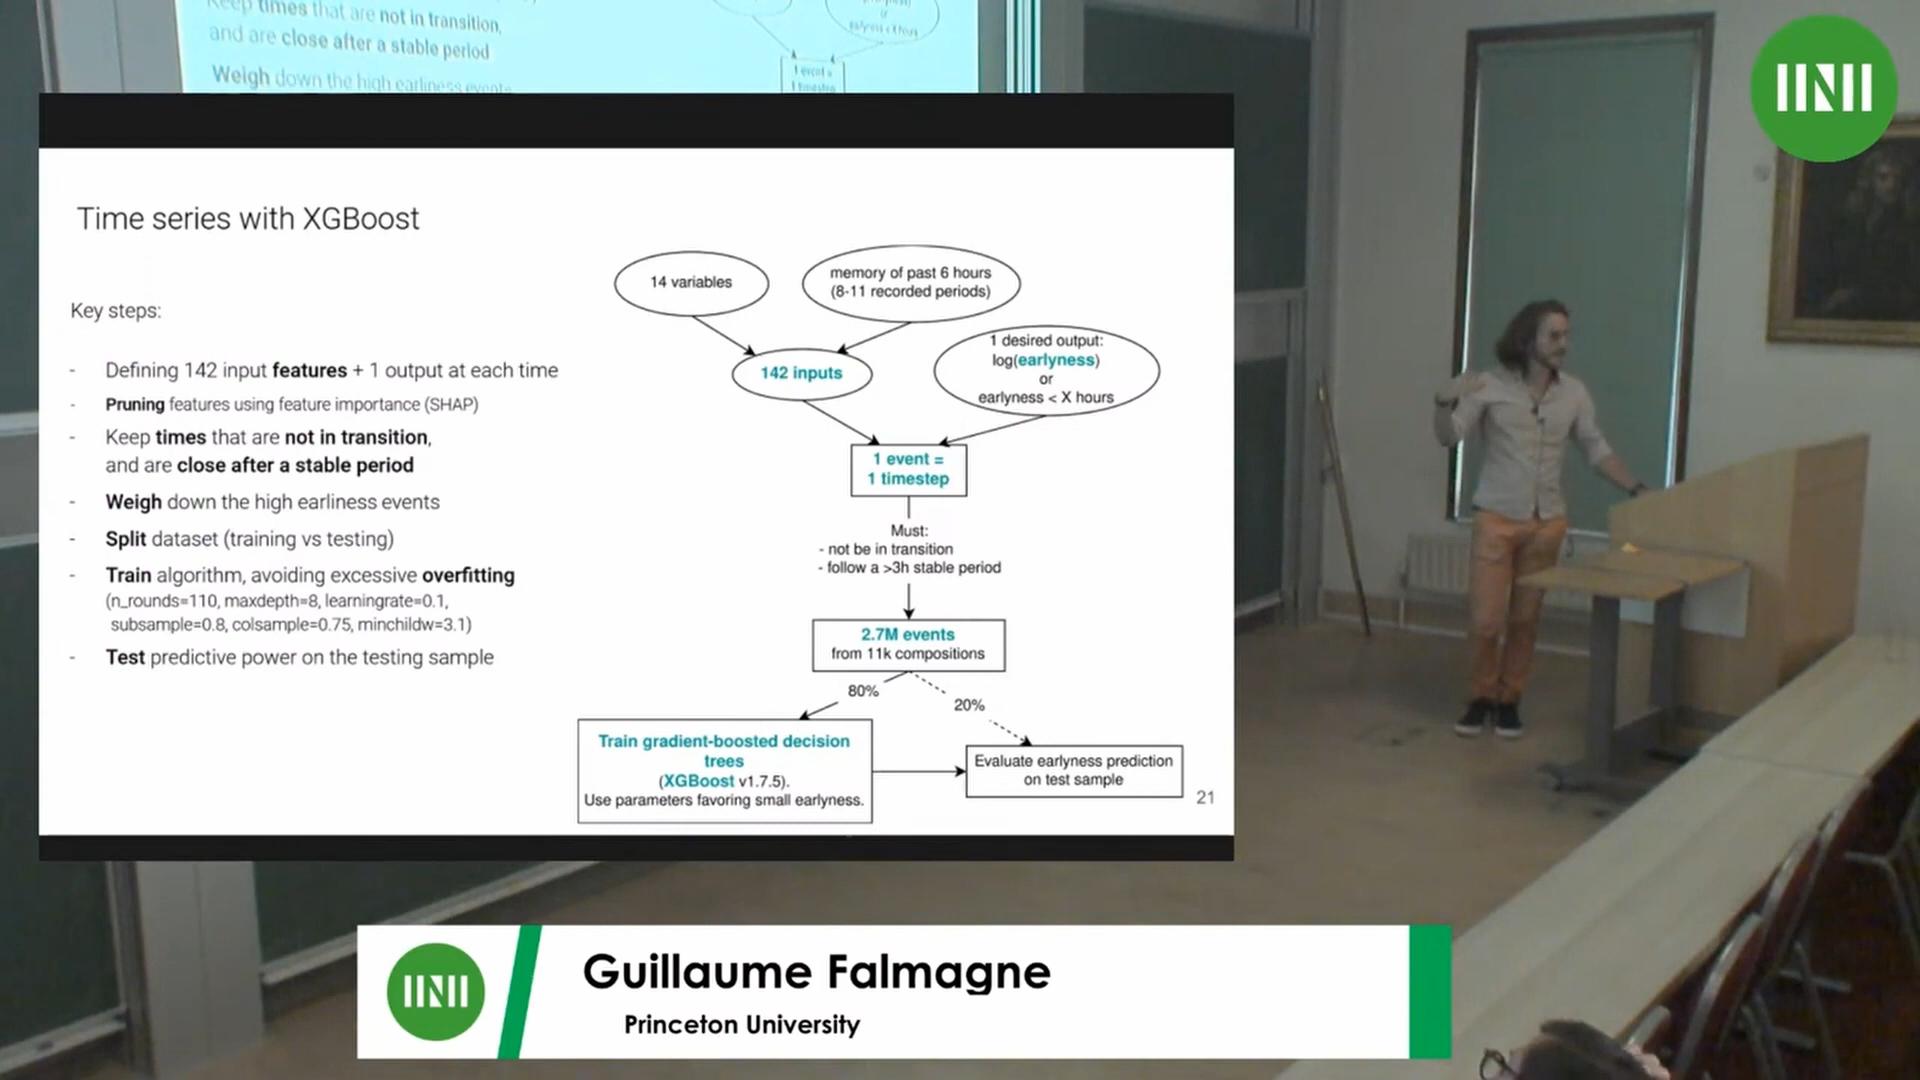 Keep times that are not in transition,
and are close after a stable period
Weigh down the high earliness events
1 event =
1 timestep
Time series with XGBoost
Key steps:
- Defining 142 input features + 1 output at each time
- Pruning features using feature importance (SHAP)
- Keep times that are not in transition,
and are close after a stable period
- Weigh down the high earliness events
- Split dataset (training vs testing)
- Train algorithm, avoiding excessive overfitting
(n_rounds=110, maxdepth=8, learningrate=0.1,
subsample=0.8, colsample=0.75, minchildw=3.1)
- Test predictive power on the testing sample
14 variables
memory of past 6 hours
(8-11 recorded periods)
142 inputs
1 desired output:
log(earlyness)
or
earlyness < X hours
1 event =
1 timestep
Must:
- not be in transition
- follow a >3h stable period
2.7M events
from 11k compositions
80%
20%
Train gradient-boosted decision
trees
(XGBoost v1.7.5).
Use parameters favoring small earlyness.
Evaluate earlyness prediction
on test sample
21
Guillaume Falmagne
Princeton University